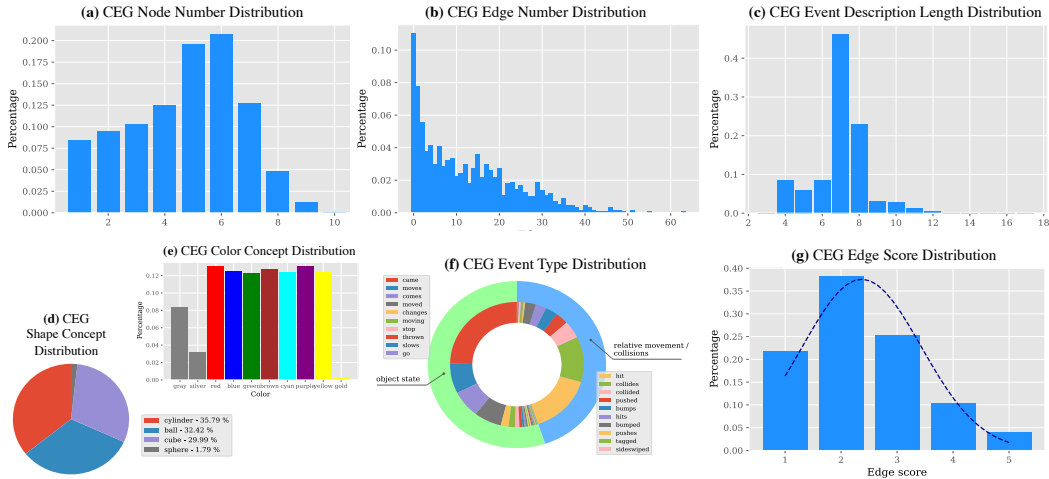 (a) CEG Node Number Distribution
Percentage
0.200
0.175
0.150
0.125
0.100
0.075
0.050
0.025
0.000
2 4 6 8 10
(b) CEG Edge Number Distribution
Percentage
0.10
0.08
0.06
0.04
0.02
0.00
0 10 20 30 40 50 60
(c) CEG Event Description Length Distribution
Percentage
0.4
0.3
0.2
0.1
0.0
2 4 6 8 10 12 14 16 18
(d) CEG
Shape Concept
Distribution
cylinder - 35.79 %
ball - 32.42 %
cube - 29.99 %
sphere - 1.79 %
(e) CEG Color Concept Distribution
Percentage
0.12
0.10
0.08
0.06
0.04
0.02
0.00
gray silver red blue green brown cyan purple yellow gold
Color
(f) CEG Event Type Distribution
came
moves
comes
moved
changes
moving
stop
thrown
slows
go
object state
relative movement /
collisions
hit
collides
collided
pushed
bumps
hits
bumped
pushes
tagged
sideswiped
(g) CEG Edge Score Distribution
Percentage
0.40
0.35
0.30
0.25
0.20
0.15
0.10
0.05
0.00
1 2 3 4 5
Edge score